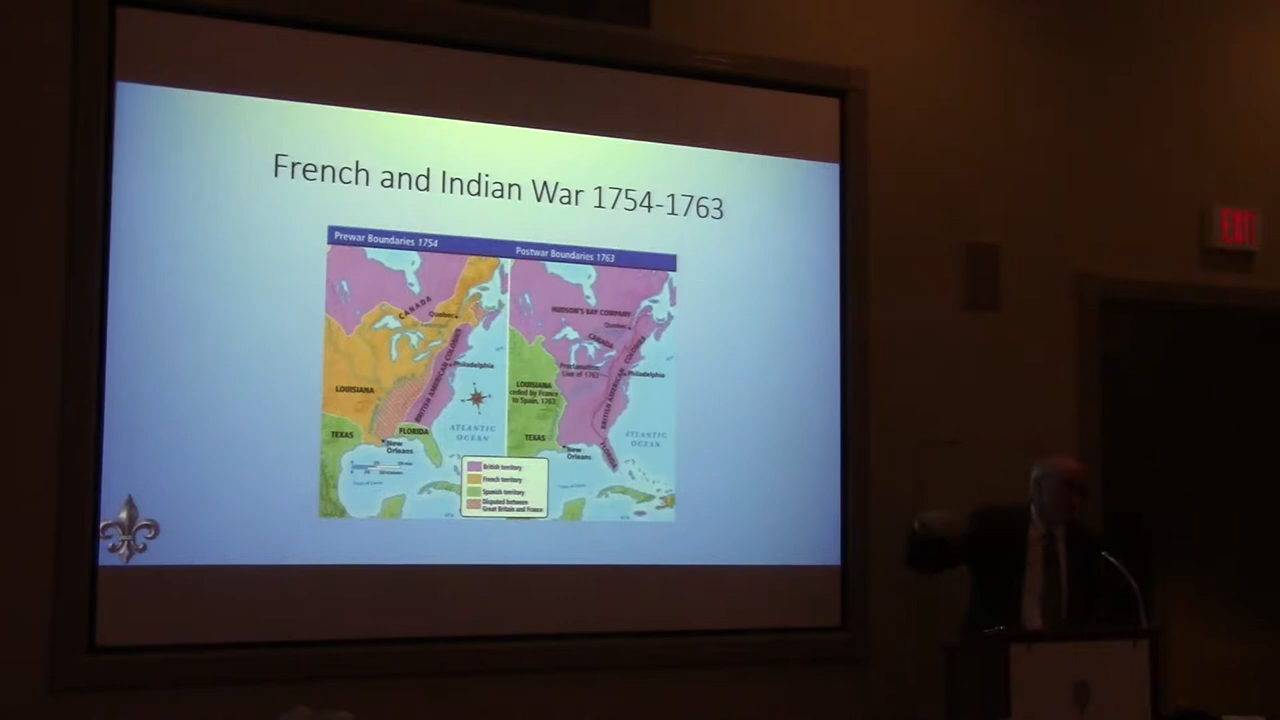 French and Indian War 1754-1763
Prewar Boundaries 1754
CANADA
Quebec
Philadelphia
BRITISH AMERICAN COLONIES
LOUISIANA
TEXAS
FLORIDA
New
Orleans
ATLANTIC
OCEAN
Postwar Boundaries 1763
HUDSON'S BAY COMPANY
Quebec
CANADA
Proclamation
Line of 1763
Philadelphia
BRITISH AMERICAN COLONIES
LOUISIANA
ceded by France
to Spain, 1763
TEXAS
New
Orleans
FLORIDA
ATLANTIC
OCEAN
British territory
French territory
Spanish territory
Disputed between
Great Britain and France
EXIT